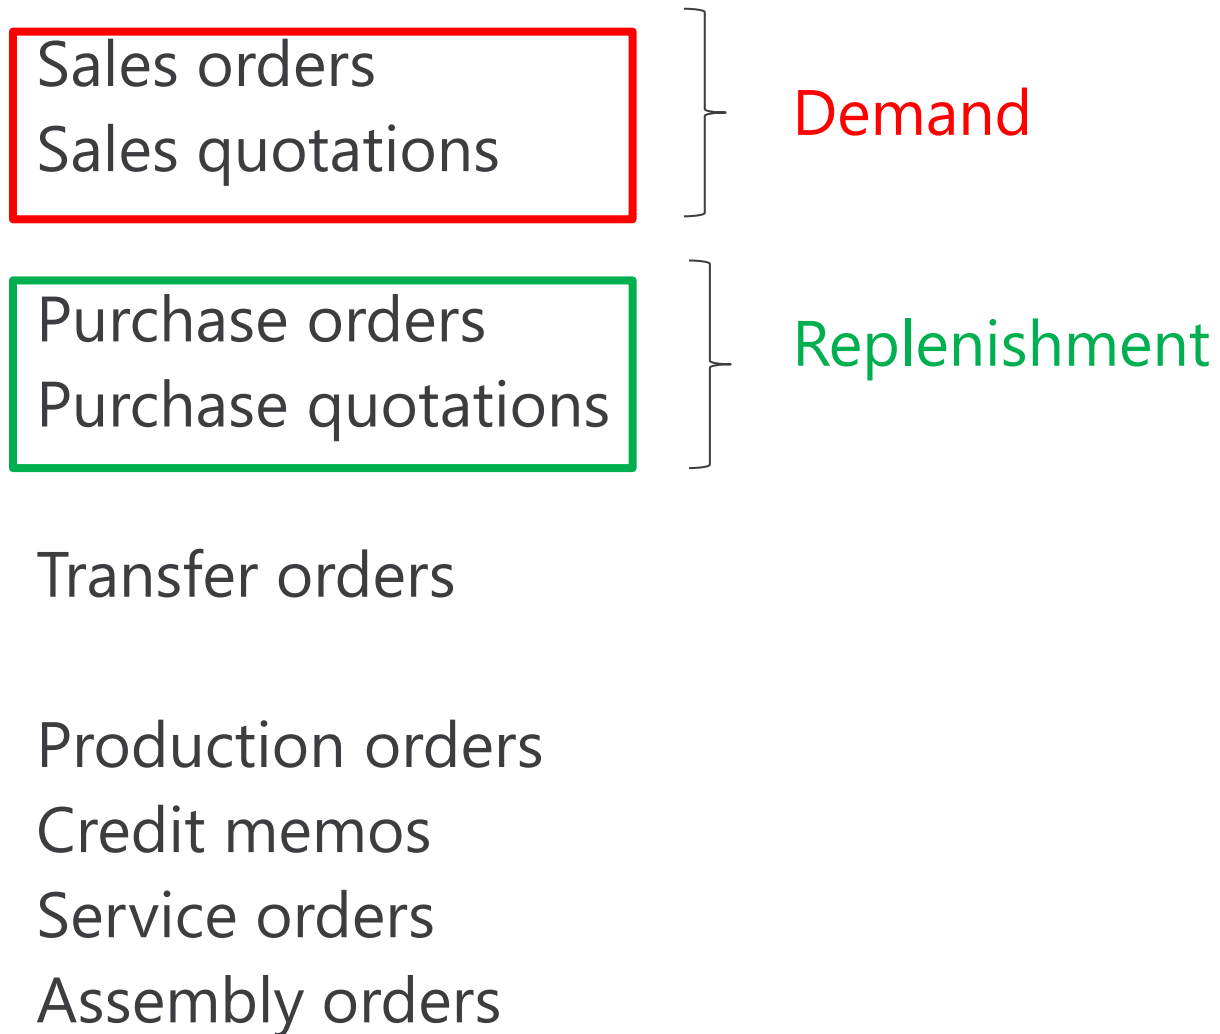 Sales orders
Sales quotations
Demand
Purchase orders
Purchase quotations
Replenishment
Transfer orders
Production orders
Credit memos
Service orders
Assembly orders